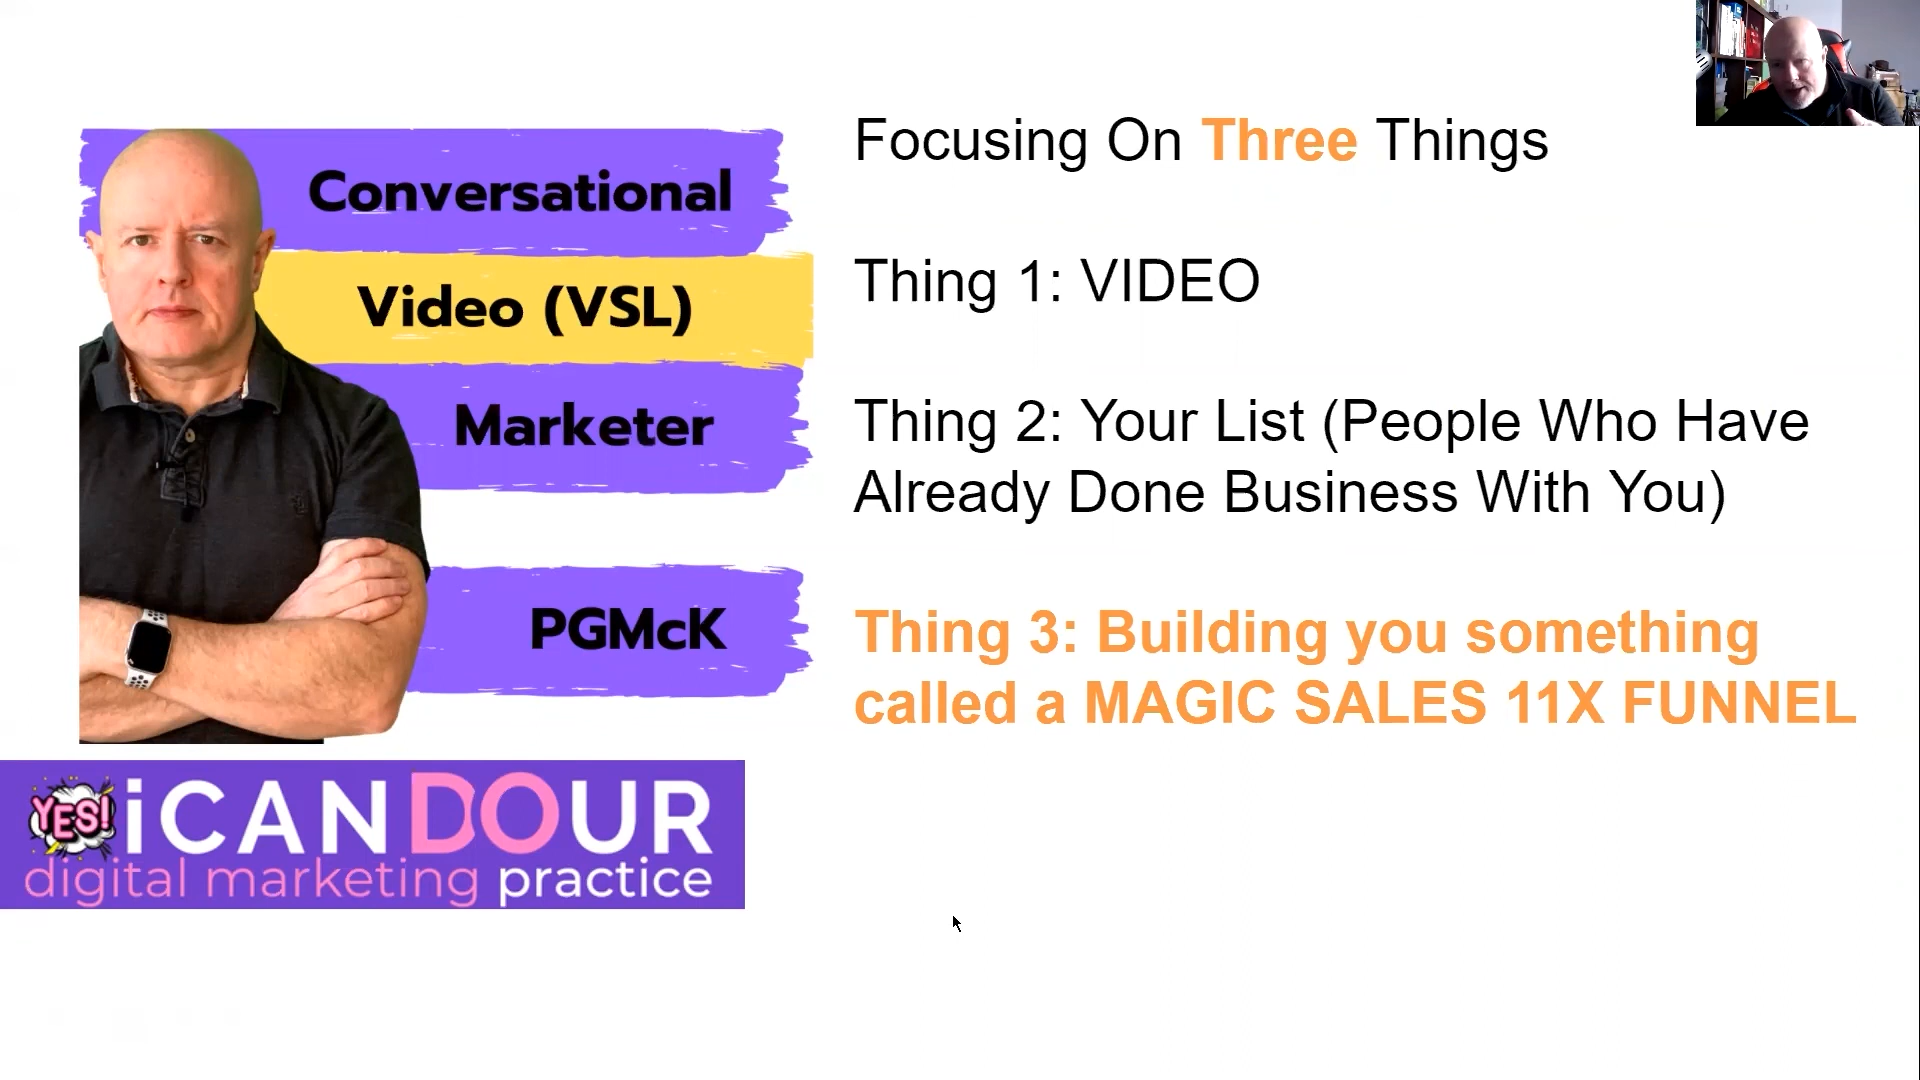 Conversational
Video (VSL)
Marketer
PGMcK
YES!
iCANDOUR
digital marketing practice
Focusing On Three Things
Thing 1: VIDEO
Thing 2: Your List (People Who Have
Already Done Business With You)
Thing 3: Building you something
called a MAGIC SALES 11X FUNNEL